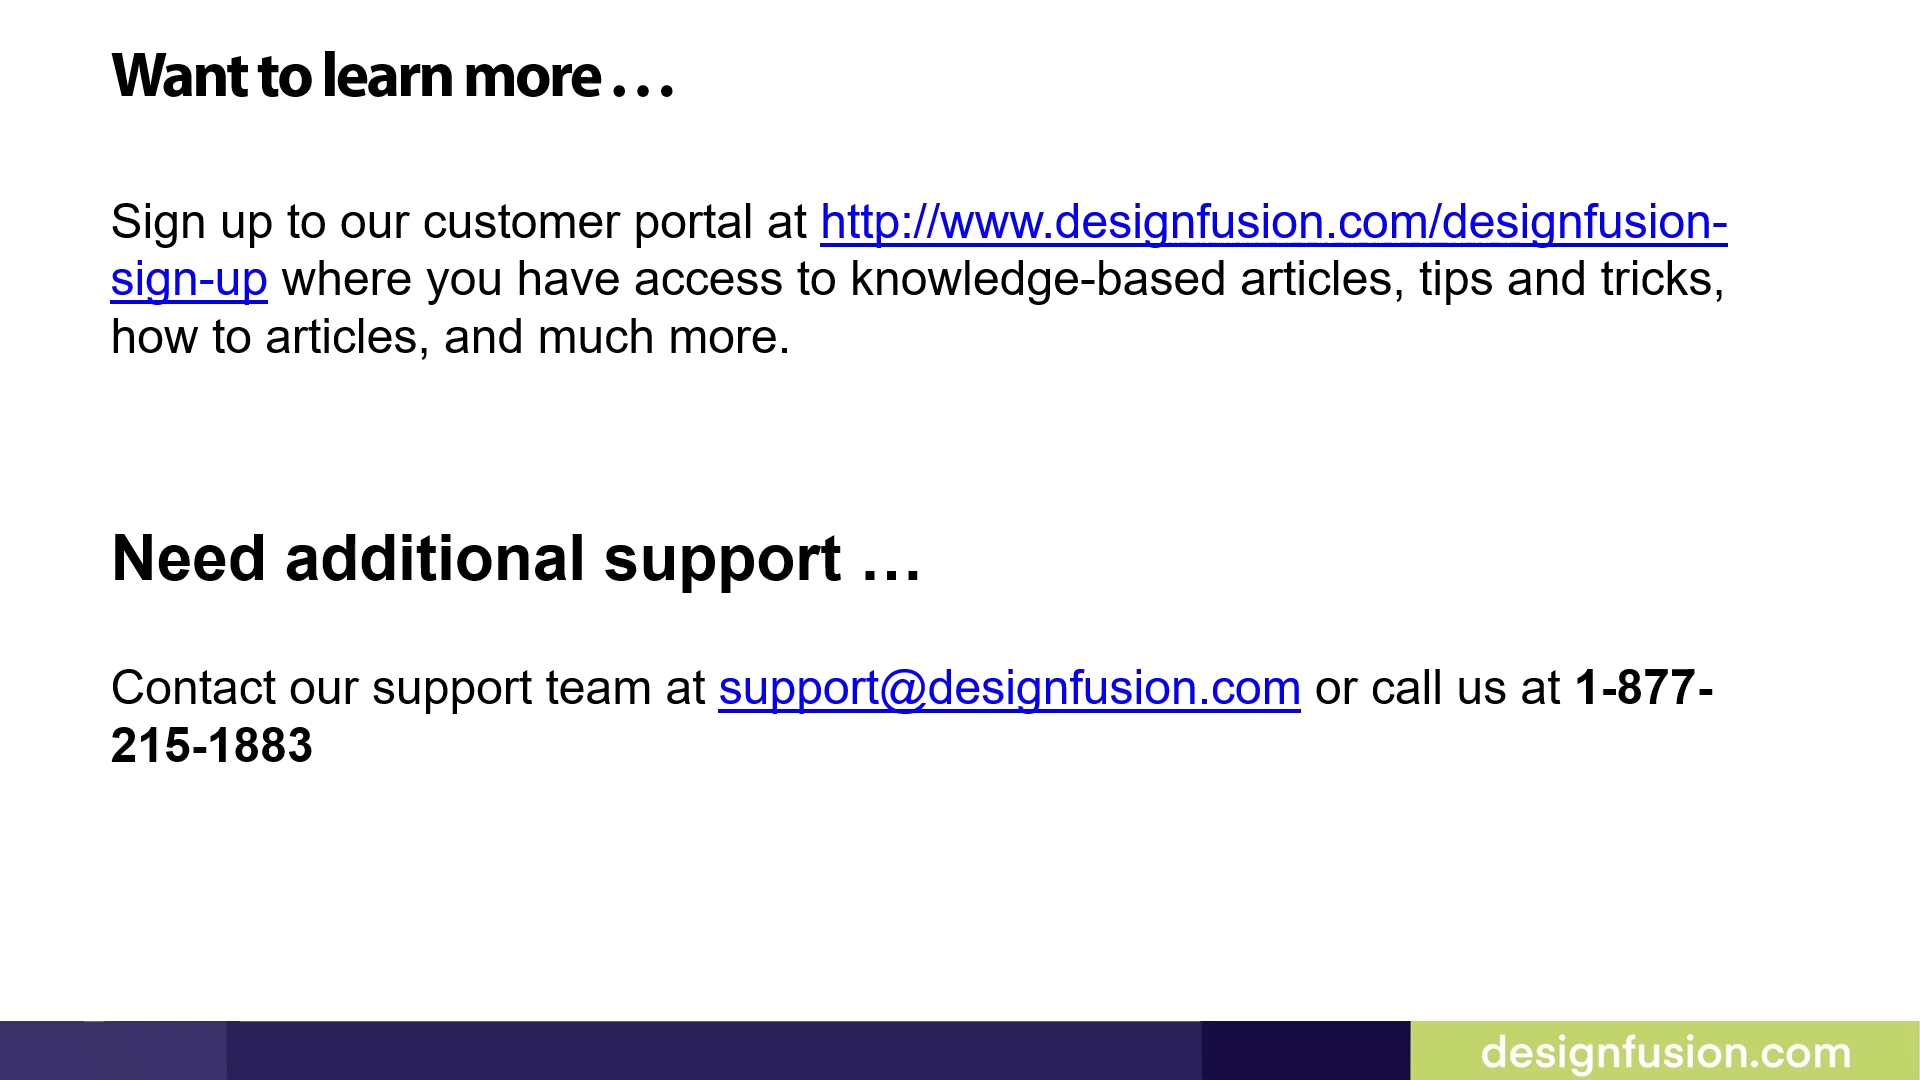 Want to learn more …
Sign up to our customer portal at http://www.designfusion.com/designfusion-
sign-up where you have access to knowledge-based articles, tips and tricks,
how to articles, and much more.
Need additional support …
Contact our support team at support@designfusion.com or call us at 1-877-
215-1883
designfusion.com